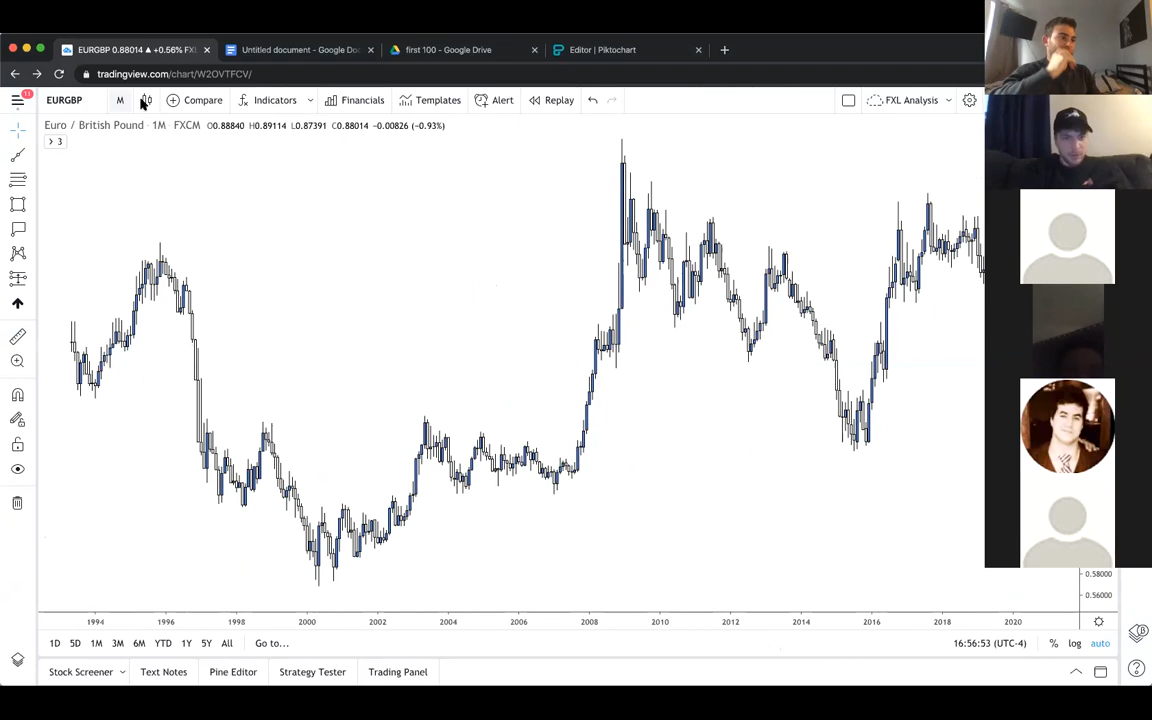 EURGBP 0.88014 ▲ +0.56% FXL
Untitled document - Google Doc
first 100 - Google Drive
Editor | Piktochart
tradingview.com/chart/W2OVTFCV/
11
EURGBP
M
Compare
Indicators
Financials
Templates
Alert
Replay
FXL Analysis
Euro / British Pound · 1M · FXCM O0.88840 H0.89114 L0.87391 C0.88014 -0.00826 (-0.93%)
3
0.58000
0.56000
1994 1996 1998 2000 2002 2004 2006 2008 2010 2012 2014 2016 2018 2020
1D 5D 1M 3M 6M YTD 1Y 5Y All Go to...
16:56:53 (UTC-4) % log auto
Stock Screener Text Notes Pine Editor Strategy Tester Trading Panel